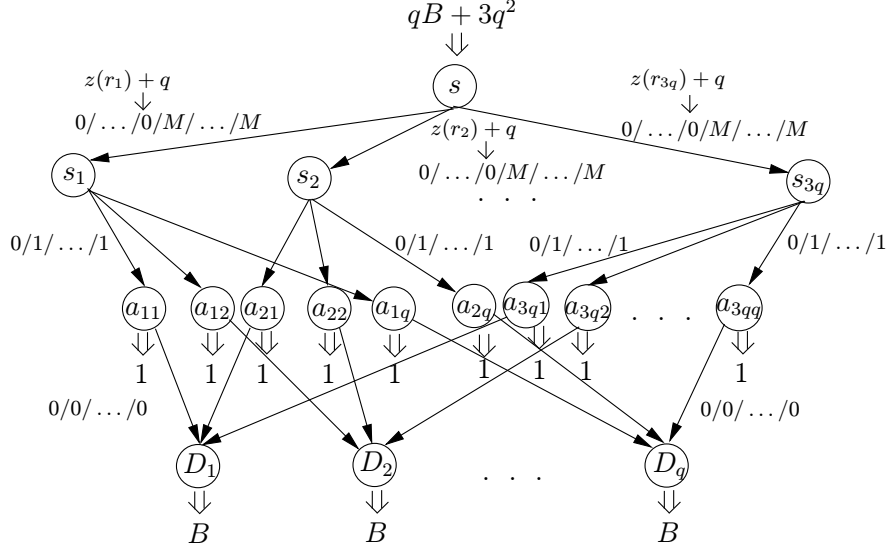 qB + 3q²
s
z(r₁) + q
z(r₃q) + q
0/ . . . /0/M/ . . . /M
z(r₂) + q
0/ . . . /0/M/ . . . /M
0/ . . . /0/M/ . . . /M
s₁
s₂
. . .
s₃q
0/1/ . . . /1
0/1/ . . . /1
0/1/ . . . /1
0/1/ . . . /1
a₁₁ a₁₂ a₂₁ a₂₂ a₁q a₂q a₃q₁ a₃q₂ . . . a₃qq
1 1 1 1 1 1 1 1 1
0/0/ . . . /0
0/0/ . . . /0
D₁ D₂ . . . Dq
B B B